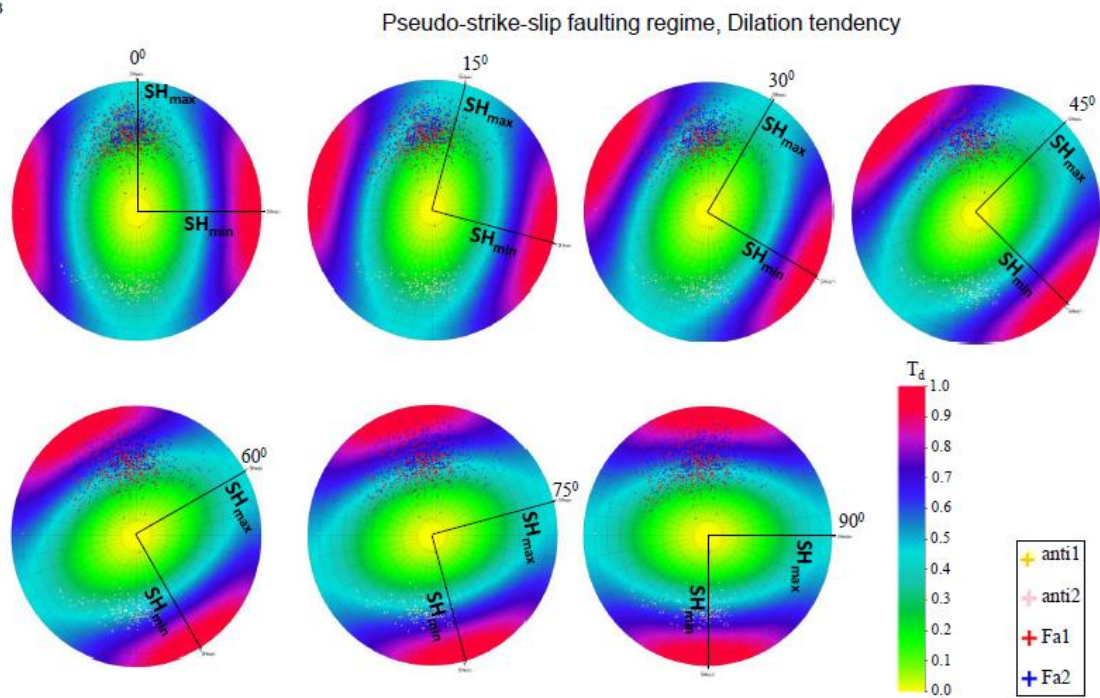 Pseudo-strike-slip faulting regime, Dilation tendency
0⁰
SHmax
SHmin
15⁰
SHmax
SHmin
30⁰
SHmax
SHmin
45⁰
SHmax
SHmin
60⁰
SHmax
SHmin
75⁰
SHmax
SHmin
90⁰
SHmax
SHmin
Td
1.0
0.9
0.8
0.7
0.6
0.5
0.4
0.3
0.2
0.1
0.0
anti1
anti2
Fa1
Fa2